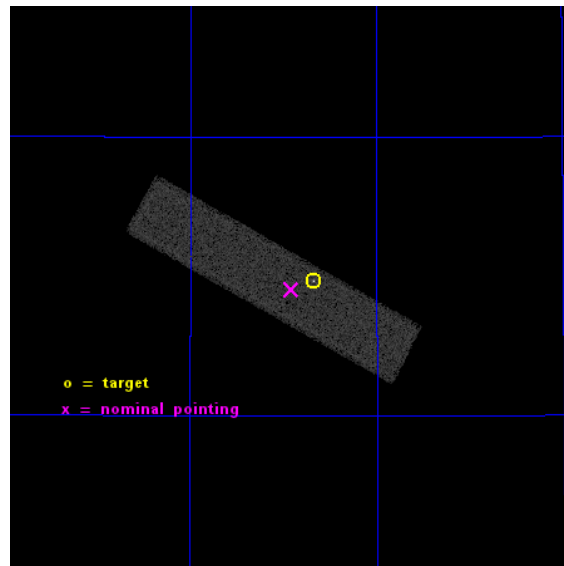 o = target
x = nominal pointing